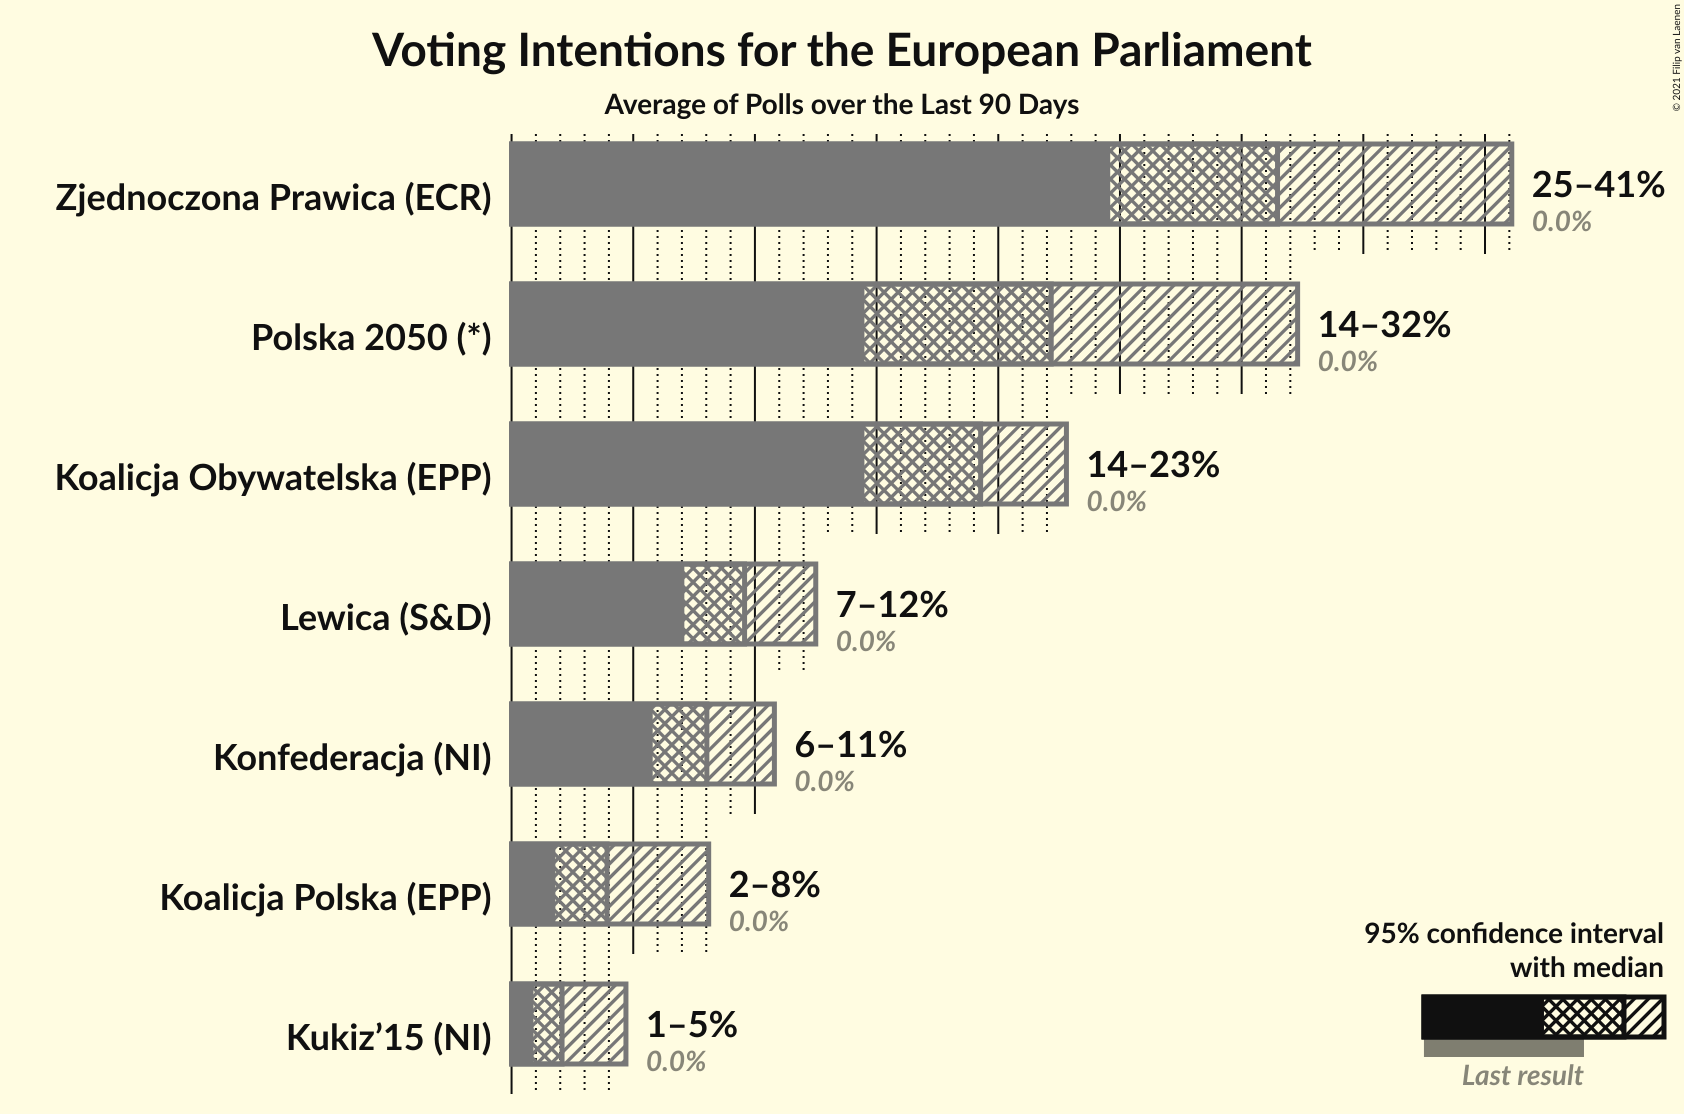 Voting Intentions for the European Parliament
Average of Polls over the Last 90 Days
© 2021 Filip van Laenen
Zjednoczona Prawica (ECR)
25–41%
0.0%
Polska 2050 (*)
14–32%
0.0%
Koalicja Obywatelska (EPP)
14–23%
0.0%
Lewica (S&D)
7–12%
0.0%
Konfederacja (NI)
6–11%
0.0%
Koalicja Polska (EPP)
2–8%
0.0%
Kukiz’15 (NI)
1–5%
0.0%
95% confidence interval
with median
Last result